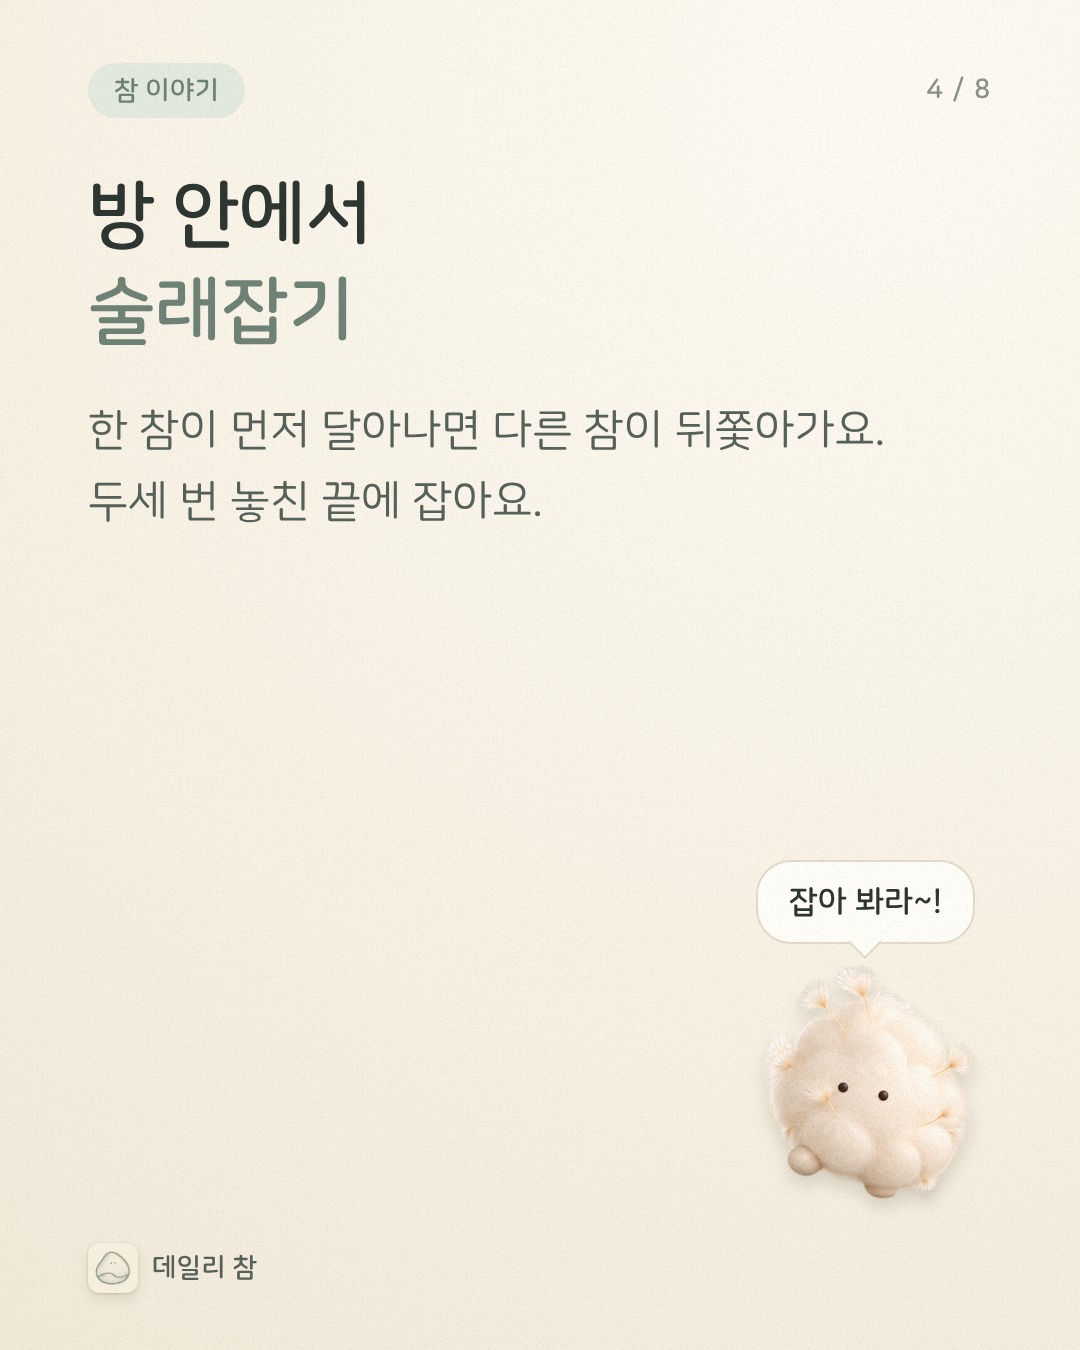 참 이야기
4 / 8
방 안에서
술래잡기
한 참이 먼저 달아나면 다른 참이 뒤쫓아가요.
두세 번 놓친 끝에 잡아요.
잡아 봐라~!
데일리 참